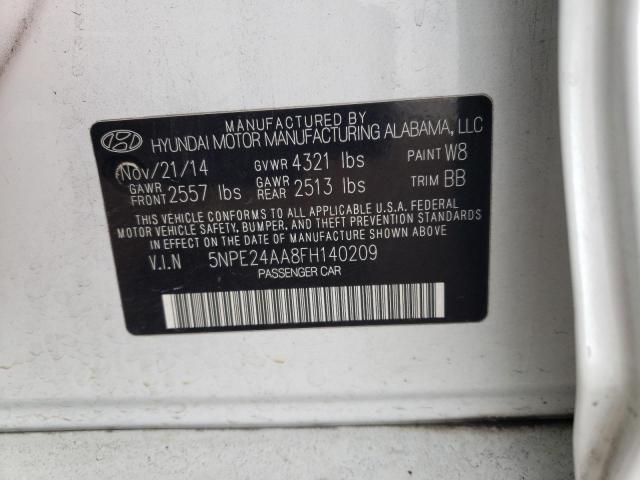 MANUFACTURED BY
HYUNDAI MOTOR MANUFACTURING ALABAMA, LLC
Nov/21/14 GVWR 4321 lbs PAINT W8
GAWR FRONT 2557 lbs GAWR REAR 2513 lbs TRIM BB
THIS VEHICLE CONFORMS TO ALL APPLICABLE U.S.A. FEDERAL
MOTOR VEHICLE SAFETY, BUMPER, AND THEFT PREVENTION STANDARDS
IN EFFECT ON THE DATE OF MANUFACTURE SHOWN ABOVE.
V.I.N 5NPE24AA8FH140209
PASSENGER CAR